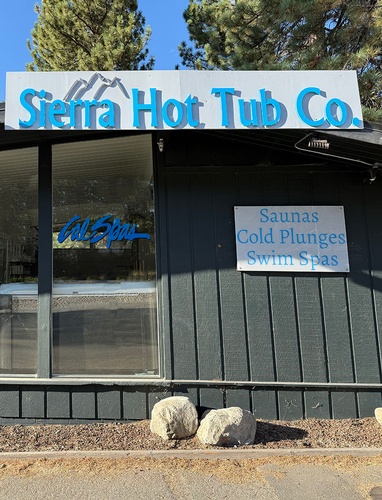 Sierra Hot Tub Co.
Cal Spas
Saunas
Cold Plunges
Swim Spas